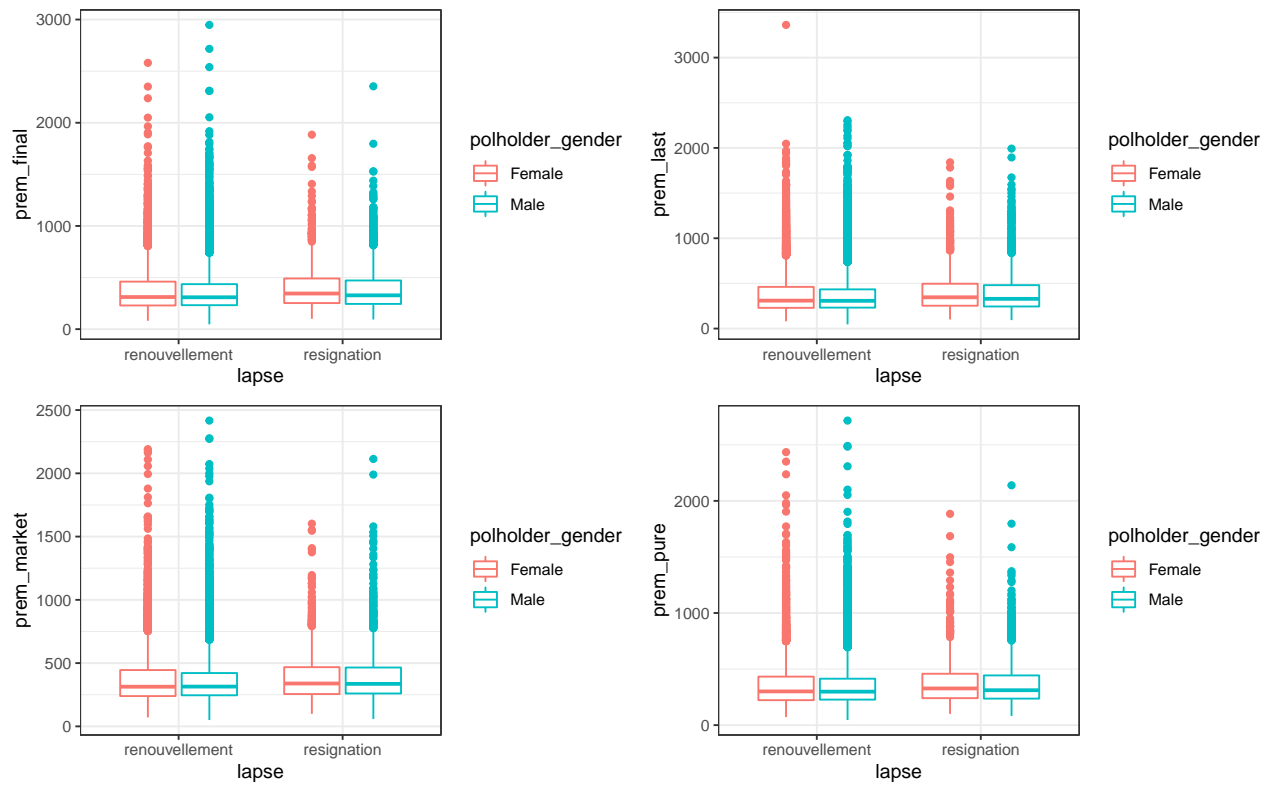 3000
2000
1000
0
prem_final
renouvellement resignation
lapse
polholder_gender
Female
Male
3000
2000
1000
0
prem_last
renouvellement resignation
lapse
polholder_gender
Female
Male
2500
2000
1500
1000
500
0
prem_market
renouvellement resignation
lapse
polholder_gender
Female
Male
2000
1000
0
prem_pure
renouvellement resignation
lapse
polholder_gender
Female
Male